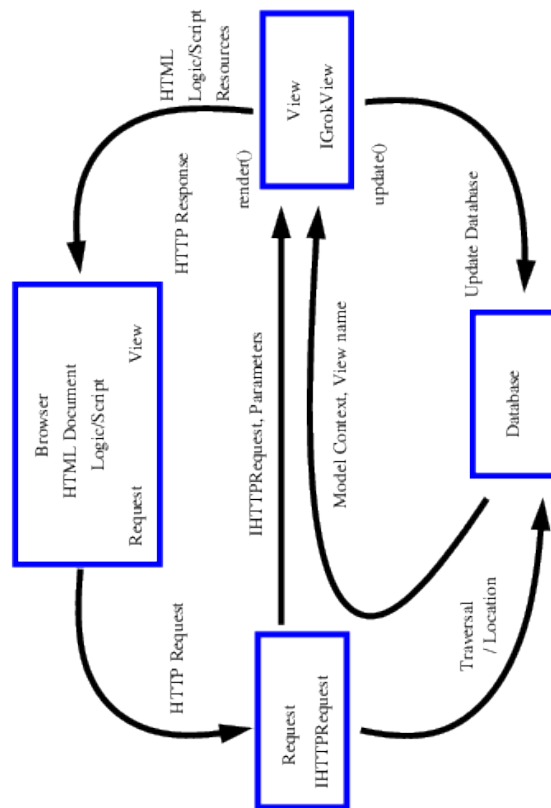 Browser
HTML Document
Logic/Script
Request
View
HTTP Request
HTTP Response
HTML
Logic/Script
Resources
Request
IHTTPRequest
IHTTPRequest, Parameters
Model Context, View name
render()
View
IGrokView
update()
Traversal
/ Location
Database
Update Database